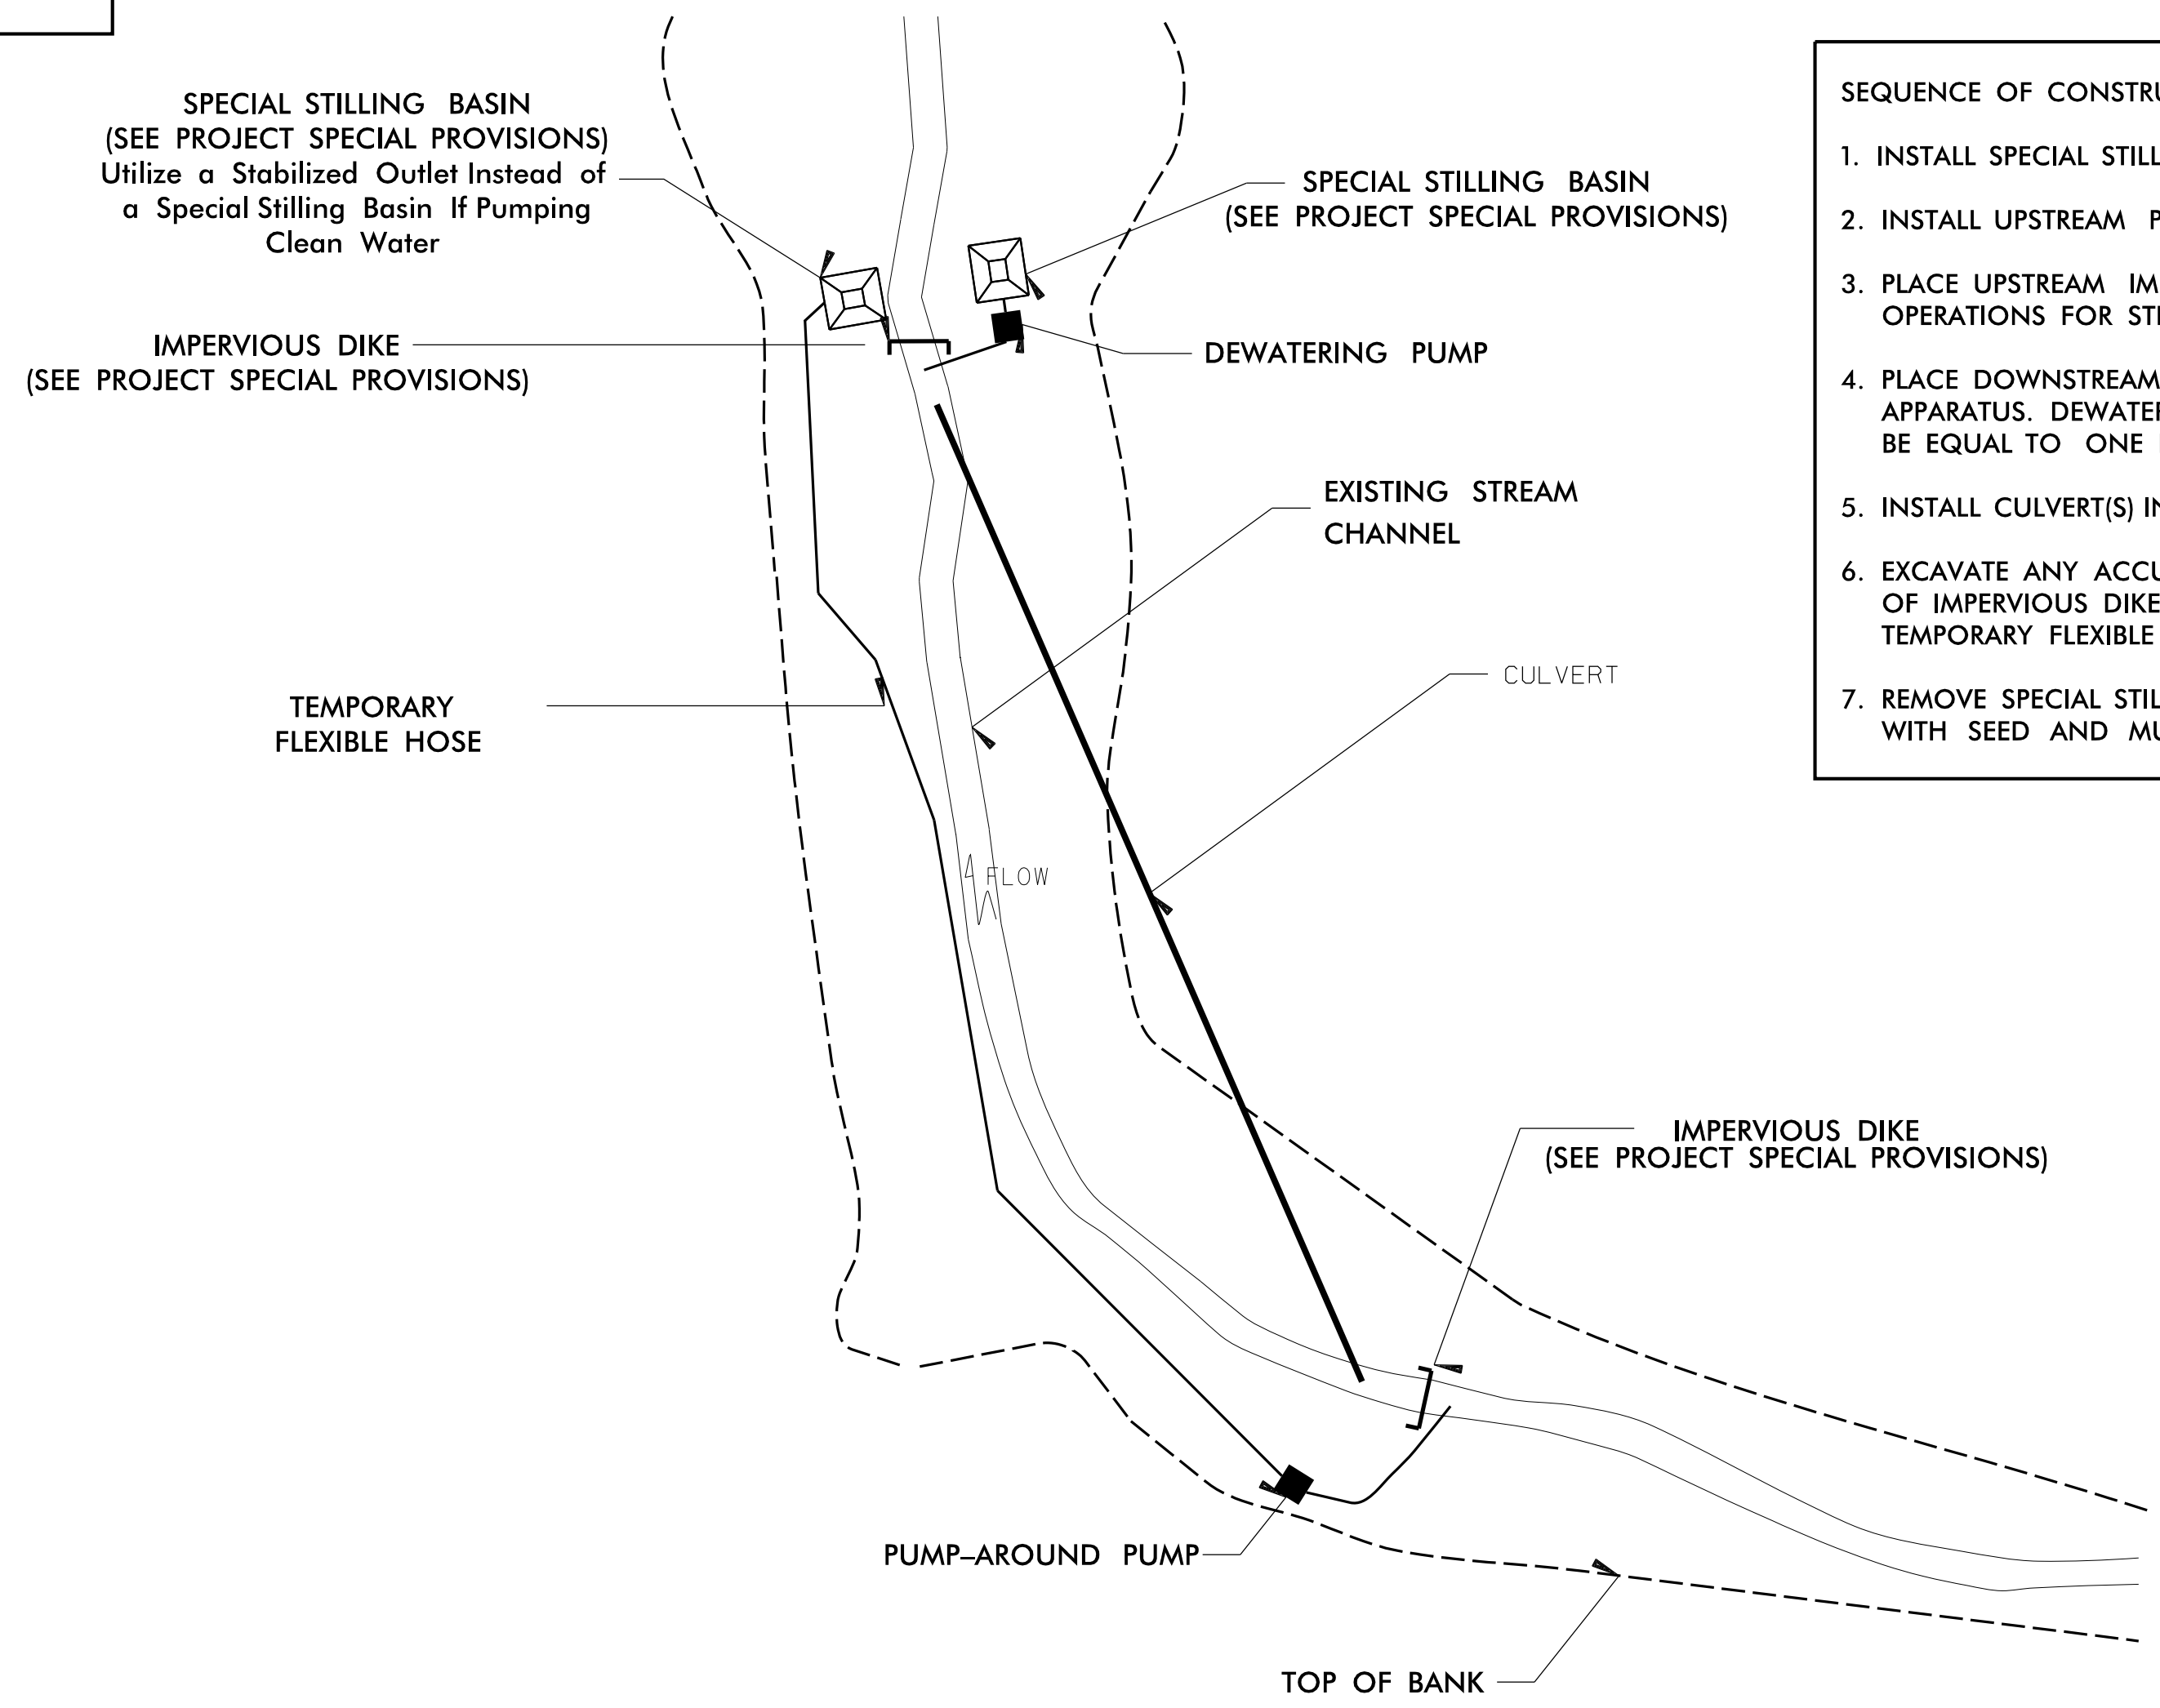 SPECIAL STILLING BASIN
(SEE PROJECT SPECIAL PROVISIONS)
Utilize a Stabilized Outlet Instead of
a Special Stilling Basin If Pumping
Clean Water
SPECIAL STILLING BASIN
(SEE PROJECT SPECIAL PROVISIONS)
IMPERVIOUS DIKE
(SEE PROJECT SPECIAL PROVISIONS)
DEWATERING PUMP
EXISTING STREAM
CHANNEL
CULVERT
TEMPORARY
FLEXIBLE HOSE
FLOW
IMPERVIOUS DIKE
(SEE PROJECT SPECIAL PROVISIONS)
PUMP-AROUND PUMP
TOP OF BANK
SEQUENCE OF
1. INSTALL SPECIAL
2. INSTALL UPSTREAM
3. PLACE UPSTREAM
OPERATIONS FOR
4. PLACE DOWNSTREAM
APPARATUS.
BE EQUAL TO ONE
5. INSTALL CULVERT(S)
6. EXCAVATE ANY
OF IMPERVIOUS DIKE
TEMPORARY FLEXIBLE
7. REMOVE SPECIAL
WITH SEED AND